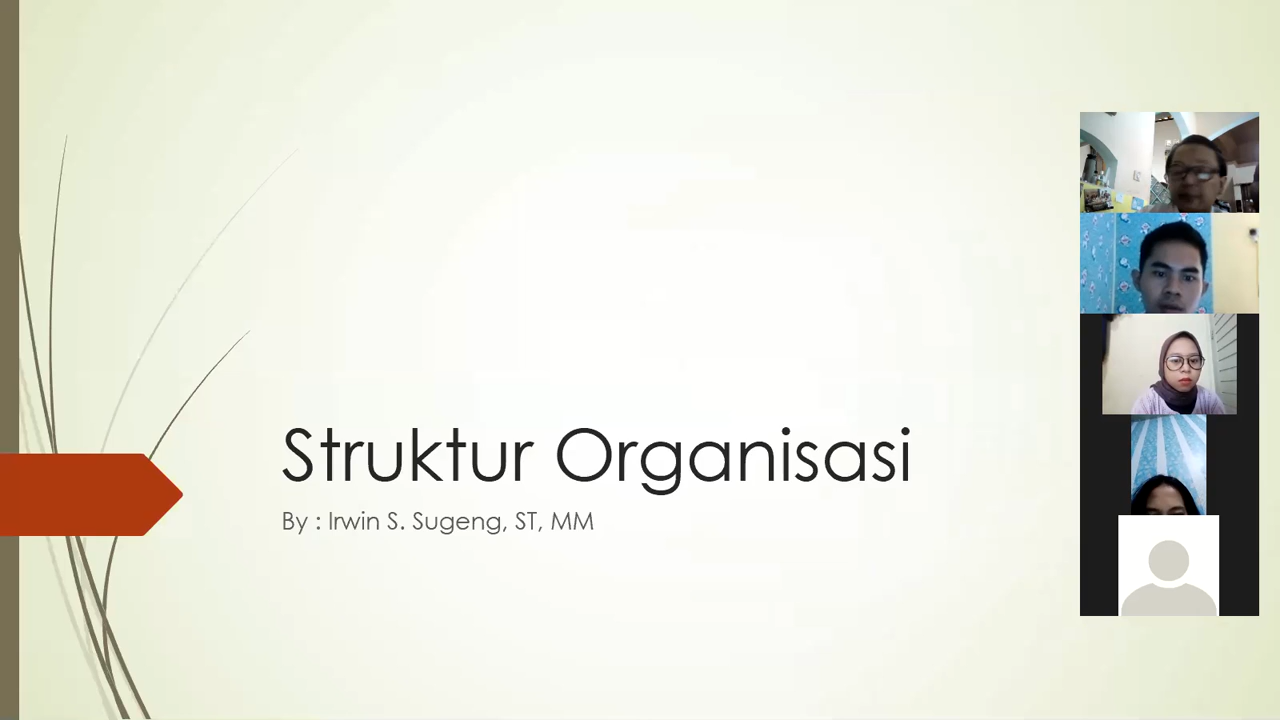 Struktur Organisasi
By : Irwin S. Sugeng, ST, MM